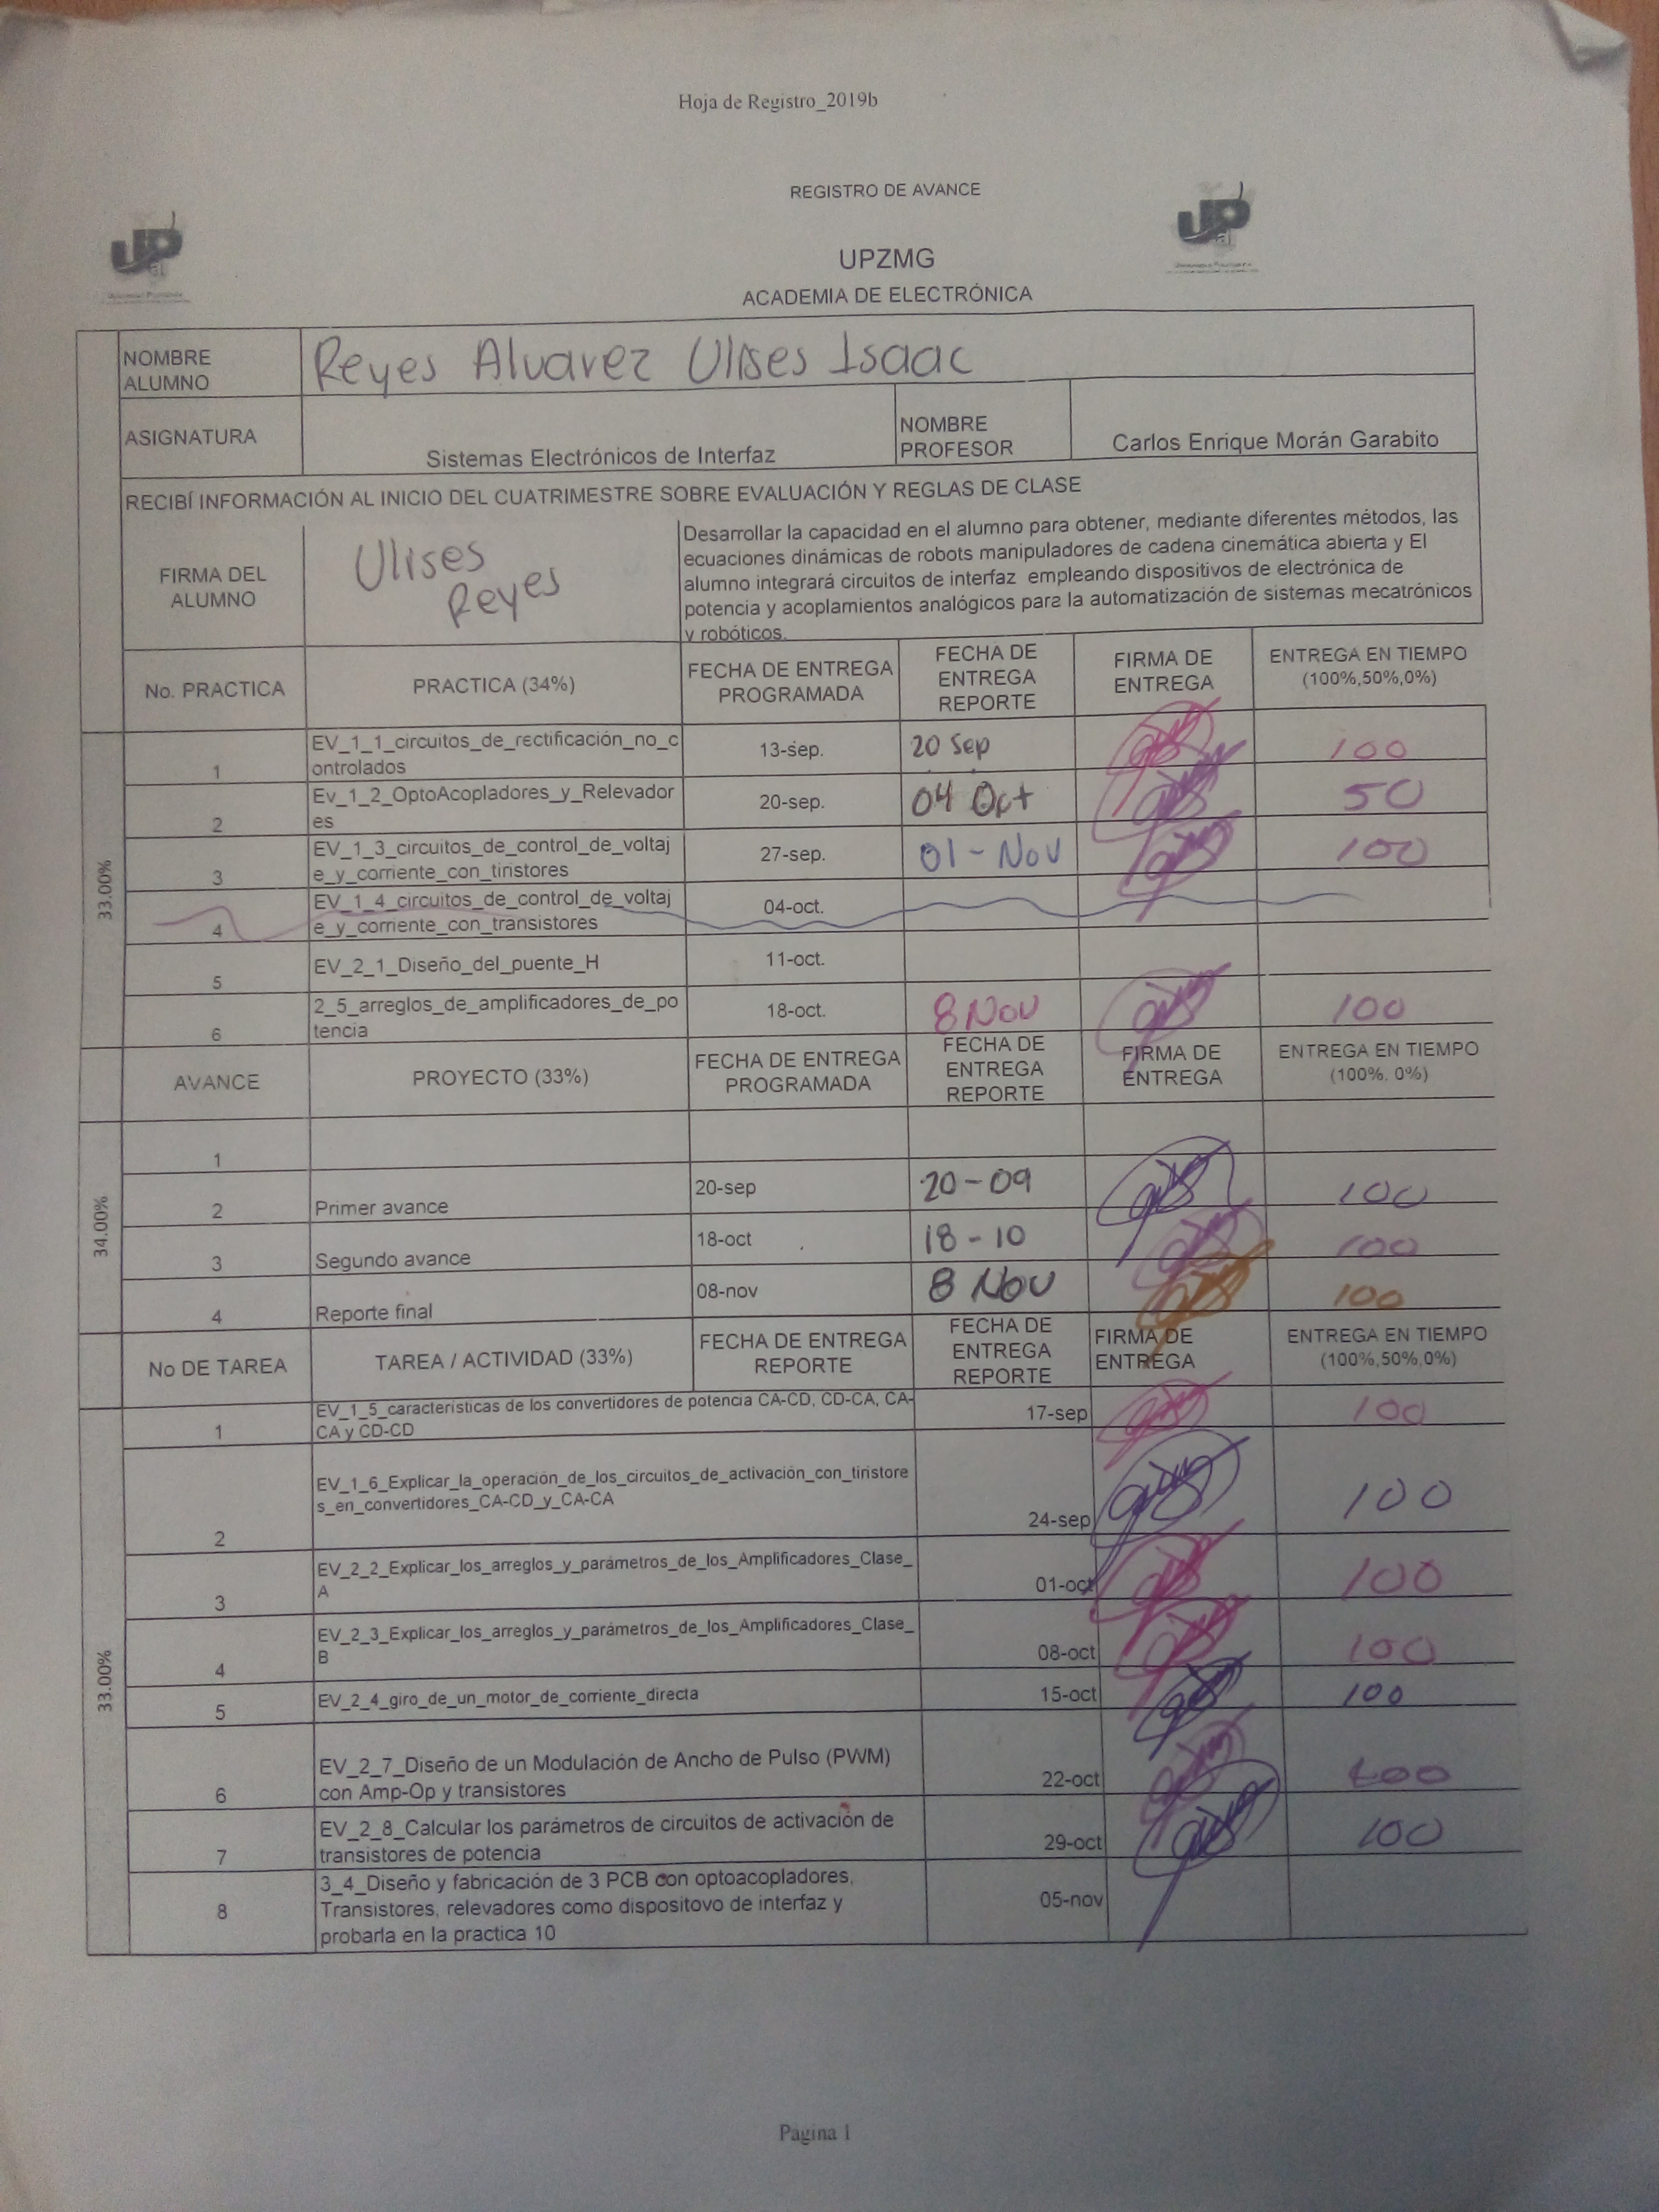 Hoja de Registro_2019b
REGISTRO DE AVANCE
UPZMG
ACADEMIA DE ELECTRÓNICA
NOMBRE
ALUMNO
Reyes Alvarez Ulises Isaac
ASIGNATURA
Sistemas Electrónicos de Interfaz
NOMBRE
PROFESOR
Carlos Enrique Morán Garabito
RECIBÍ INFORMACIÓN AL INICIO DEL CUATRIMESTRE SOBRE EVALUACIÓN Y REGLAS DE CLASE
FIRMA DEL
ALUMNO
Ulises
Reyes
Desarrollar la capacidad en el alumno para obtener, mediante diferentes métodos, las
ecuaciones dinámicas de robots manipuladores de cadena cinemática abierta y El
alumno integrará circuitos de interfaz empleando dispositivos de electrónica de
potencia y acoplamientos analógicos para la automatización de sistemas mecatrónicos
y robóticos.
No. PRACTICA
PRACTICA (34%)
FECHA DE ENTREGA
PROGRAMADA
FECHA DE
ENTREGA
REPORTE
FIRMA DE
ENTREGA
ENTREGA EN TIEMPO
(100%,50%,0%)
33.00%
1
EV_1_1_circuitos_de_rectificación_no_c
ontrolados
13-sep.
20 Sep
100
2
Ev_1_2_OptoAcopladores_y_Relevador
es
20-sep.
04 Oct
50
3
EV_1_3_circuitos_de_control_de_voltaj
e_y_corriente_con_tiristores
27-sep.
01-Nov
100
4
EV_1_4_circuitos_de_control_de_voltaj
e_y_corriente_con_transistores
04-oct.
5
EV_2_1_Diseño_del_puente_H
11-oct.
6
2_5_arreglos_de_amplificadores_de_po
tencia
18-oct.
8 Nov
100
AVANCE
PROYECTO (33%)
FECHA DE ENTREGA
PROGRAMADA
FECHA DE
ENTREGA
REPORTE
FIRMA DE
ENTREGA
ENTREGA EN TIEMPO
(100%, 0%)
34.00%
1
2
Primer avance
20-sep
20-09
100
3
Segundo avance
18-oct
18-10
100
4
Reporte final
08-nov
8 Nov
100
No DE TAREA
TAREA / ACTIVIDAD (33%)
FECHA DE ENTREGA
REPORTE
FECHA DE
ENTREGA
REPORTE
FIRMA DE
ENTREGA
ENTREGA EN TIEMPO
(100%,50%,0%)
33.00%
1
EV_1_5_características de los convertidores de potencia CA-CD, CD-CA, CA-
CA y CD-CD
17-sep
100
2
EV_1_6_Explicar_la_operación_de_los_circuitos_de_activación_con_tiristore
s_en_convertidores_CA-CD_y_CA-CA
24-sep
100
3
EV_2_2_Explicar_los_arreglos_y_parámetros_de_los_Amplificadores_Clase_
A
01-oct
100
4
EV_2_3_Explicar_los_arreglos_y_parámetros_de_los_Amplificadores_Clase_
B
08-oct
100
5
EV_2_4_giro_de_un_motor_de_corriente_directa
15-oct
100
6
EV_2_7_Diseño de un Modulación de Ancho de Pulso (PWM)
con Amp-Op y transistores
22-oct
100
7
EV_2_8_Calcular los parámetros de circuitos de activación de
transistores de potencia
29-oct
100
8
3_4_Diseño y fabricación de 3 PCB con optoacopladores,
Transistores, relevadores como dispositovo de interfaz y
probarla en la practica 10
05-nov
Pagina 1